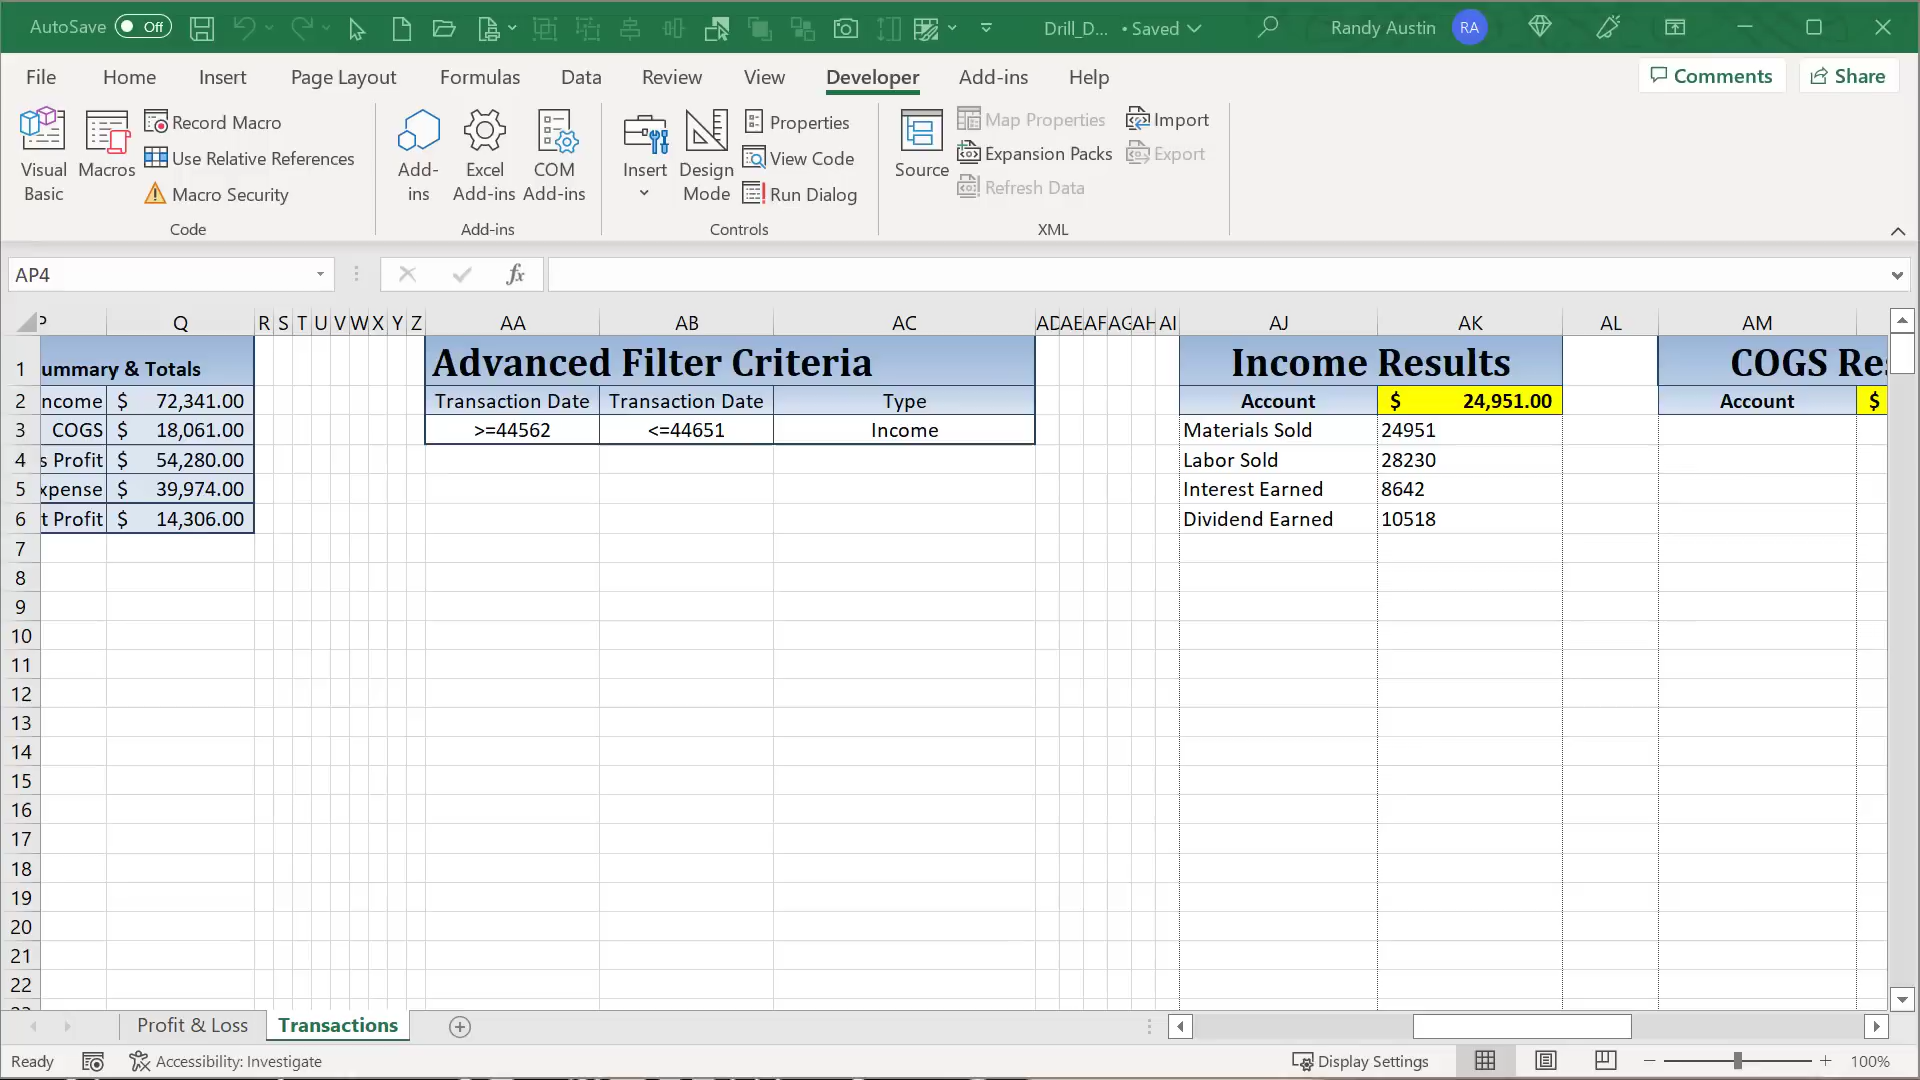 AutoSave Off Drill_D... • Saved Randy Austin RA
File Home Insert Page Layout Formulas Data Review View Developer Add-ins Help Comments Share
Visual Basic
Macros
Record Macro
Use Relative References
Macro Security
Code
Add-ins
Excel Add-ins
COM Add-ins
Add-ins
Insert
Design Mode
Properties
View Code
Run Dialog
Controls
Source
Map Properties
Expansion Packs
Refresh Data
Import
Export
XML
AP4 fx
P Q R S T U V W X Y Z AA AB AC AD AE AF AG AH AI AJ AK AL AM
1 ummary & Totals Advanced Filter Criteria Income Results COGS Res
2 ncome $ 72,341.00 Transaction Date Transaction Date Type Account $ 24,951.00 Account $
3 COGS $ 18,061.00 >=44562 <=44651 Income Materials Sold 24951
4 s Profit $ 54,280.00 Labor Sold 28230
5 xpense $ 39,974.00 Interest Earned 8642
6 t Profit $ 14,306.00 Dividend Earned 10518
7
8
9
10
11
12
13
14
15
16
17
18
19
20
21
22
Profit & Loss Transactions
Ready Accessibility: Investigate Display Settings 100%